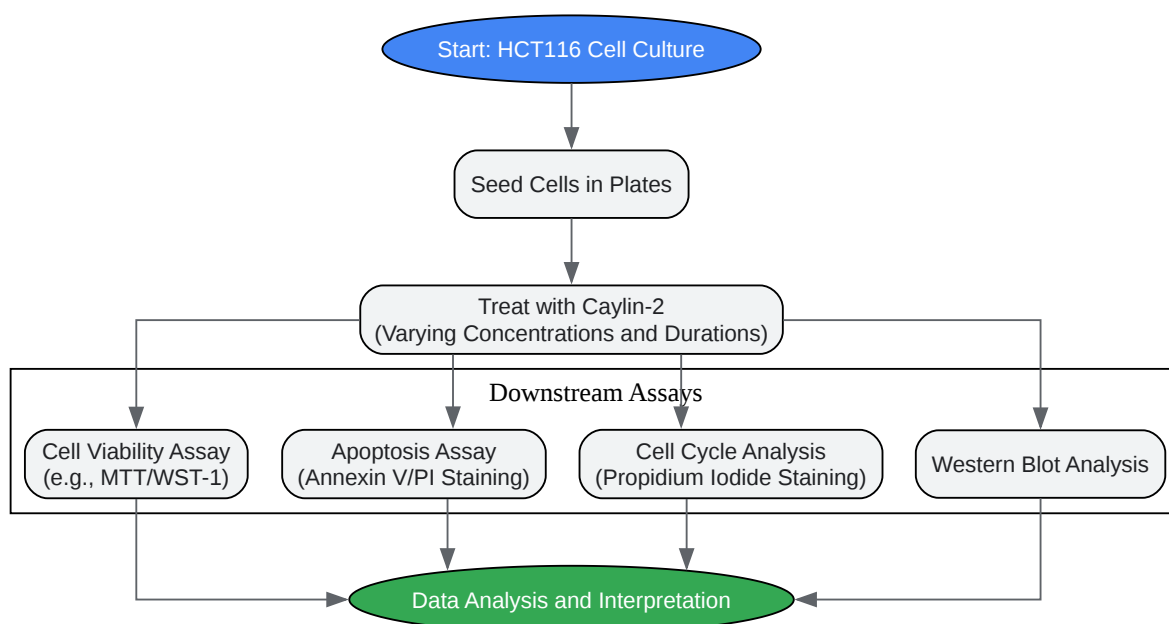 Start: HCT116 Cell Culture
Seed Cells in Plates
Treat with Caylin-2
(Varying Concentrations and Durations)
Downstream Assays
Cell Viability Assay
(e.g., MTT/WST-1)
Apoptosis Assay
(Annexin V/PI Staining)
Cell Cycle Analysis
(Propidium Iodide Staining)
Western Blot Analysis
Data Analysis and Interpretation